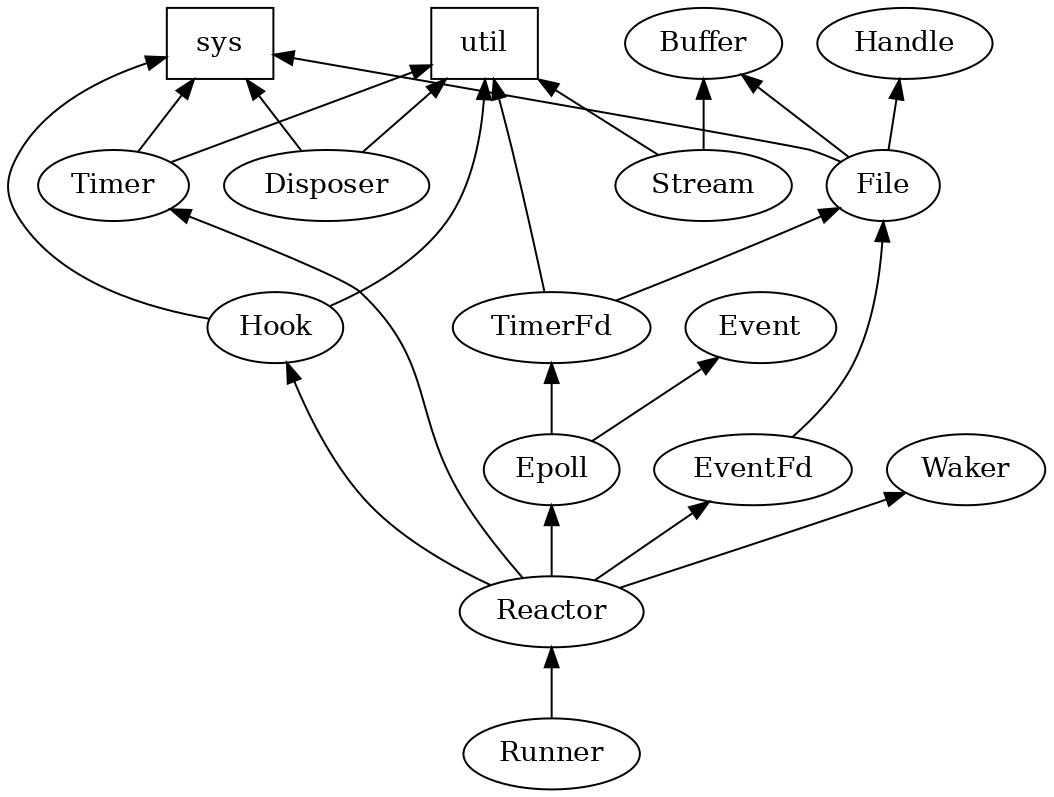 sys
util
Buffer
Handle
Timer
Disposer
Stream
File
Hook
TimerFd
Event
Epoll
EventFd
Waker
Reactor
Runner